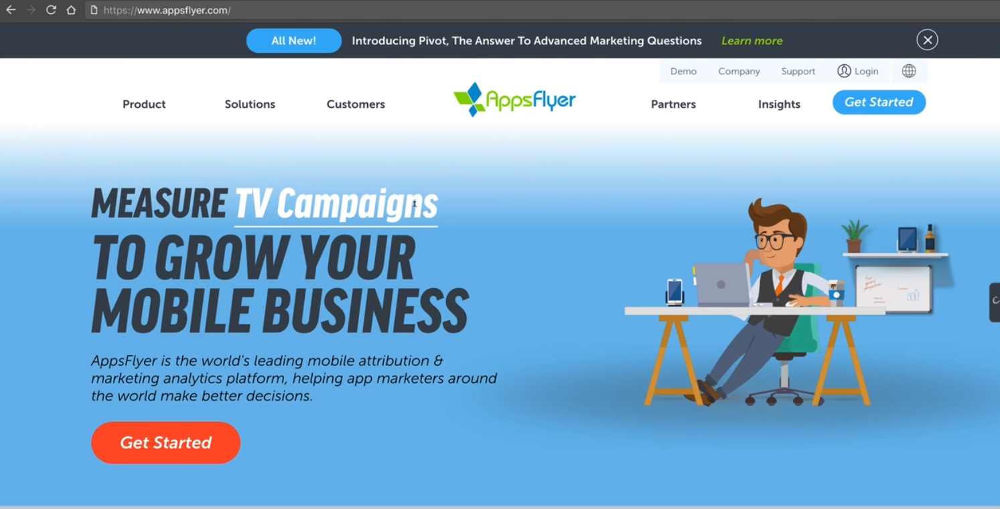 https://www.appsflyer.com/
All New! Introducing Pivot, The Answer To Advanced Marketing Questions Learn more
Demo Company Support Login
Product Solutions Customers AppsFlyer Partners Insights Get Started
MEASURE TV Campaigns
TO GROW YOUR
MOBILE BUSINESS
AppsFlyer is the world's leading mobile attribution &
marketing analytics platform, helping app marketers around
the world make better decisions.
Get Started